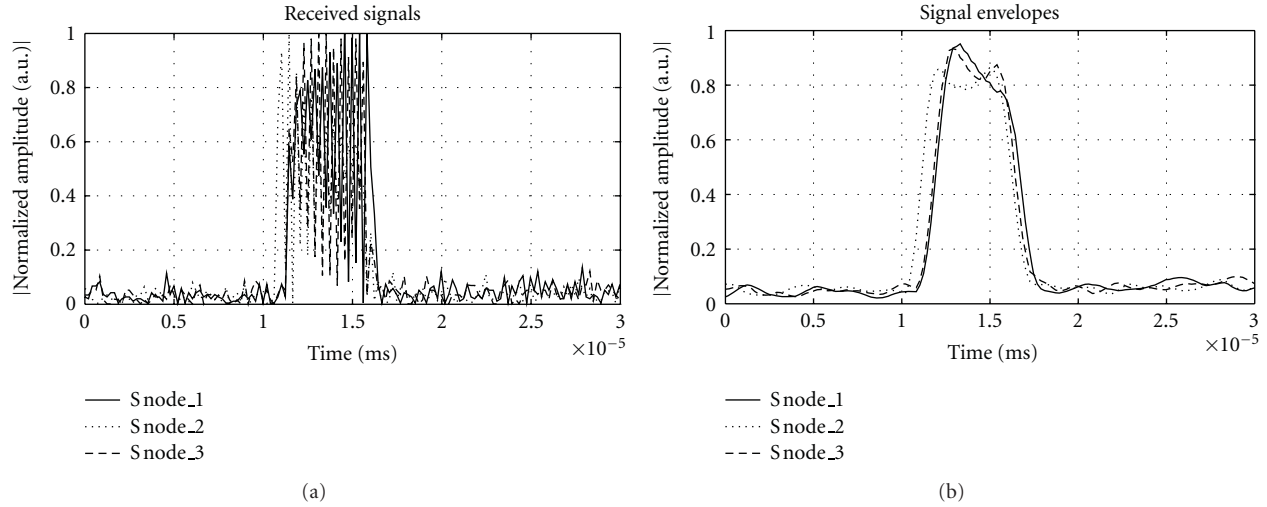 Received signals
|Normalized amplitude (a.u.)|
1
0.8
0.6
0.4
0.2
0
0 0.5 1 1.5 2 2.5 3
Time (ms)
×10−5
S node_1
S node_2
S node_3
(a)
Signal envelopes
|Normalized amplitude (a.u.)|
1
0.8
0.6
0.4
0.2
0
0 0.5 1 1.5 2 2.5 3
Time (ms)
×10−5
S node_1
S node_2
S node_3
(b)